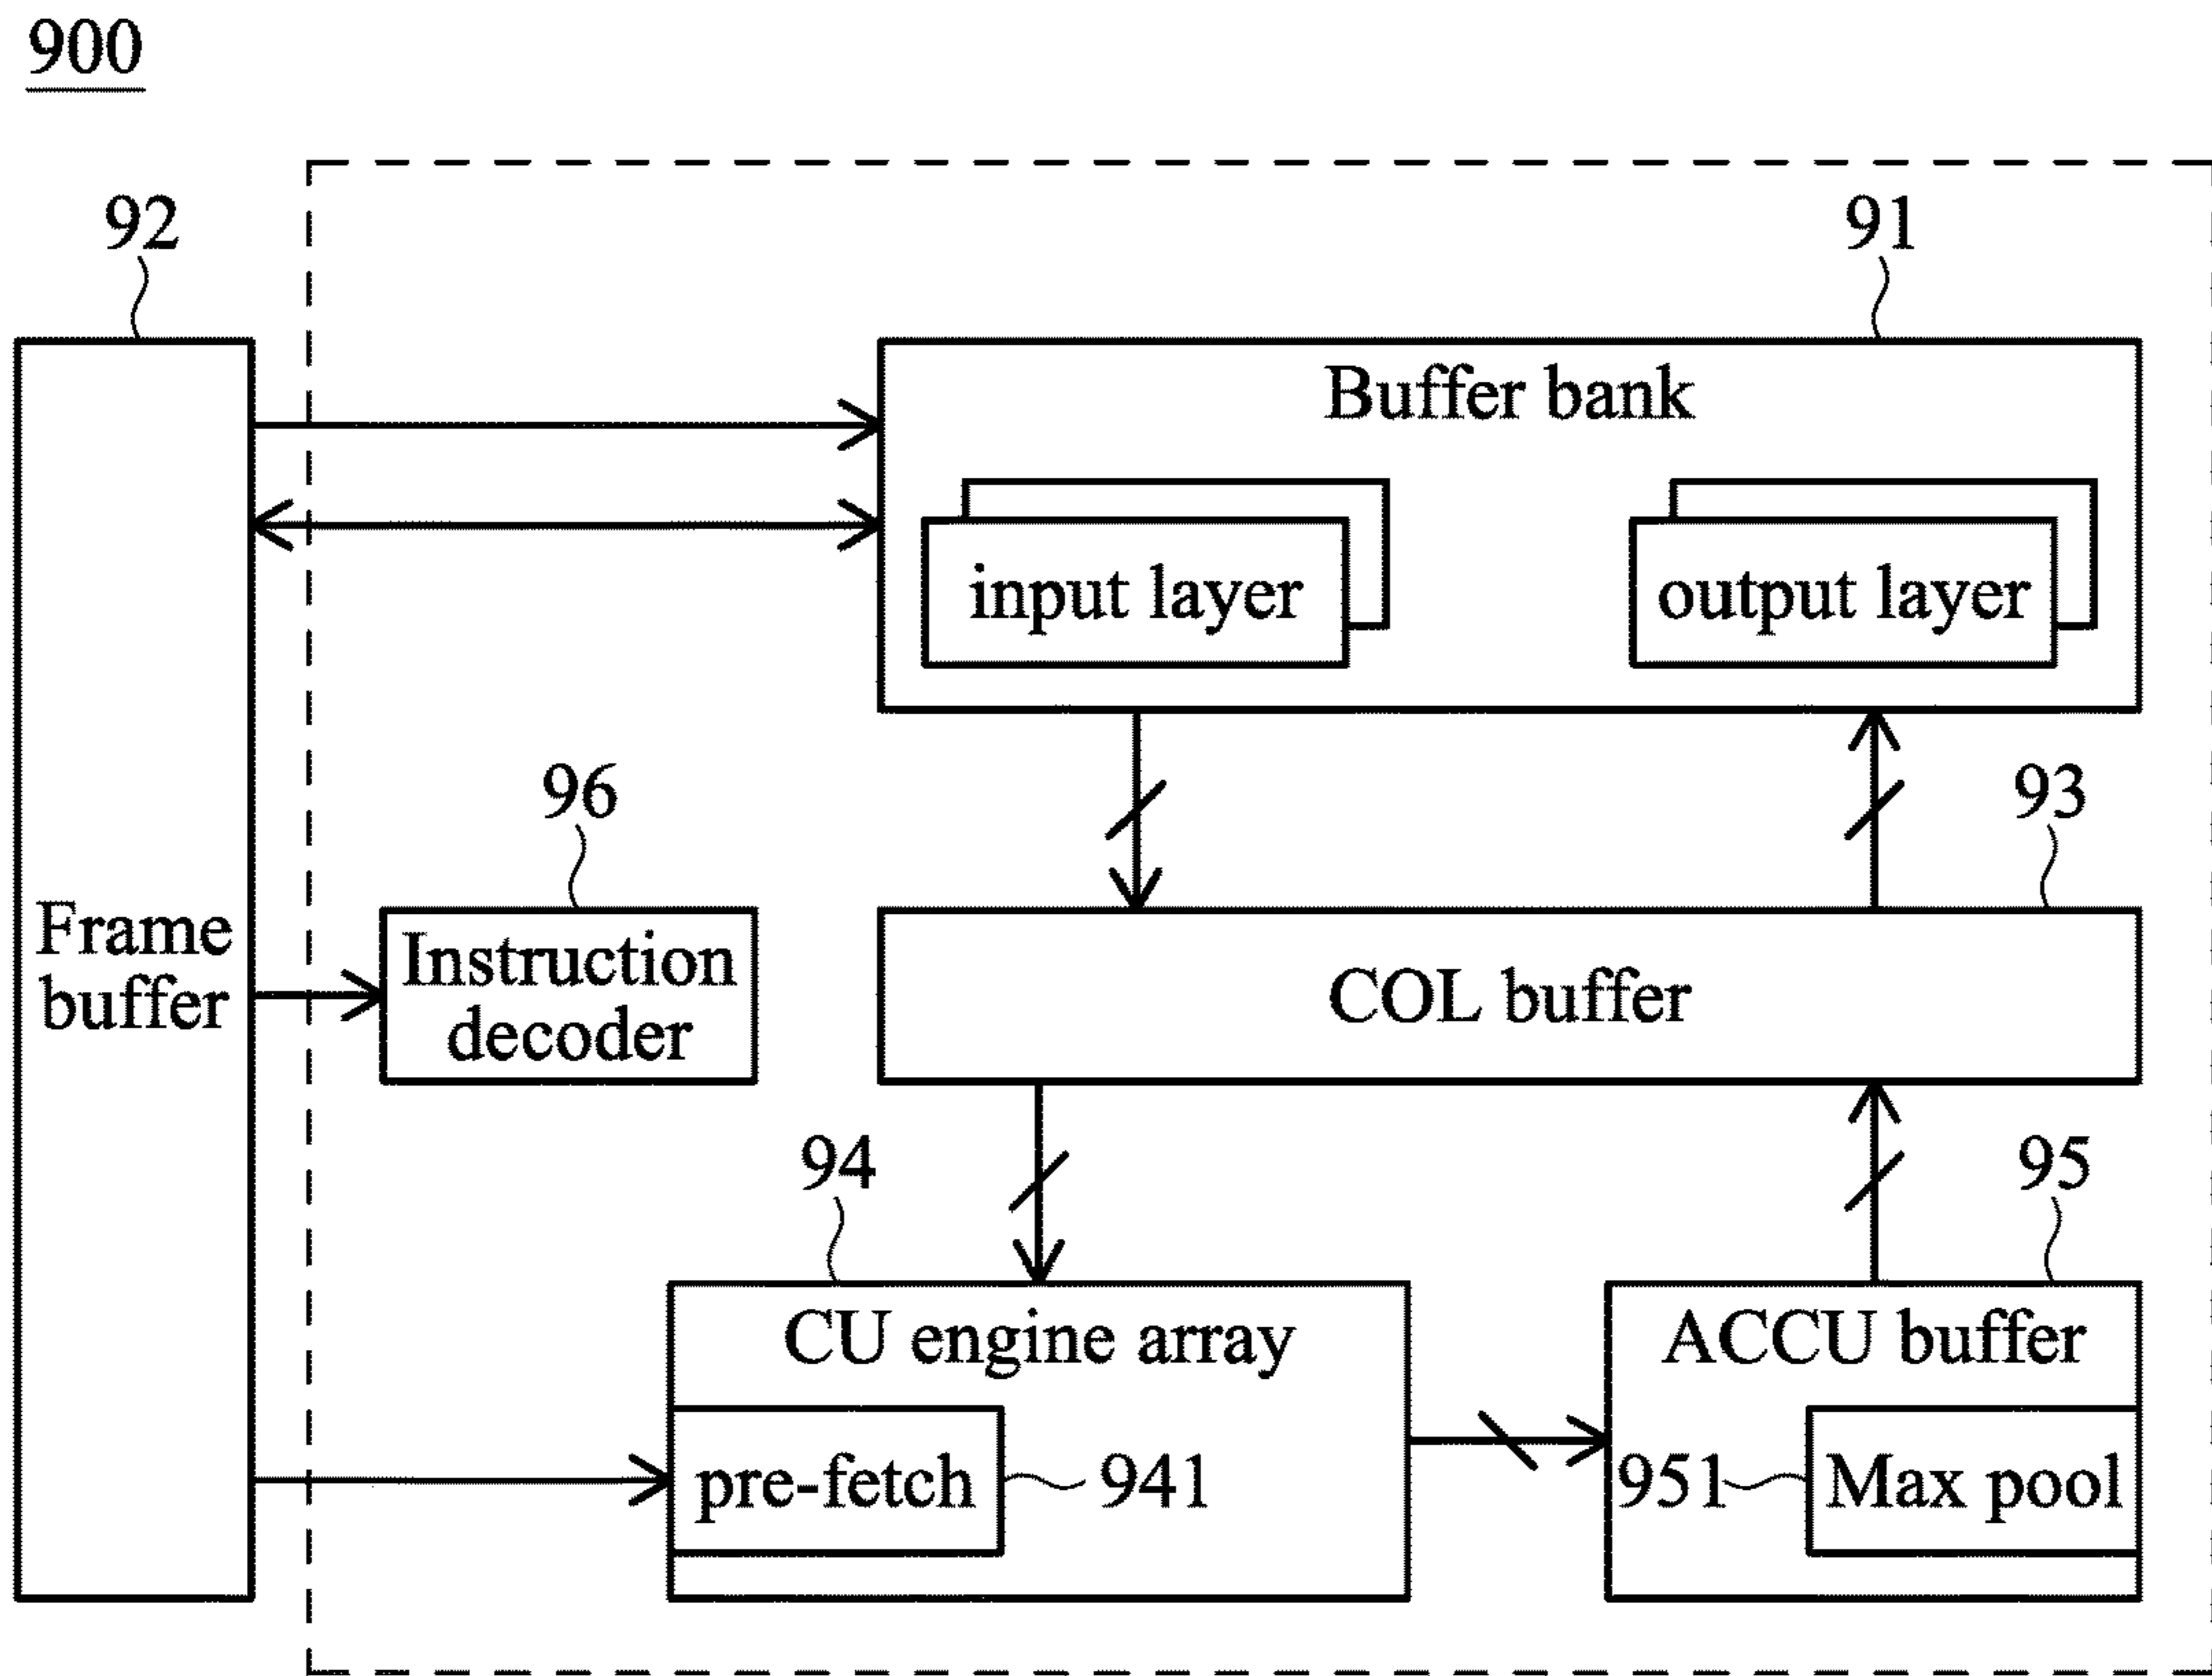 900
92
91
Buffer bank
input layer
output layer
96
93
Frame
buffer
Instruction
decoder
COL buffer
94
95
CU engine array
ACCU buffer
pre-fetch
941
951
Max pool